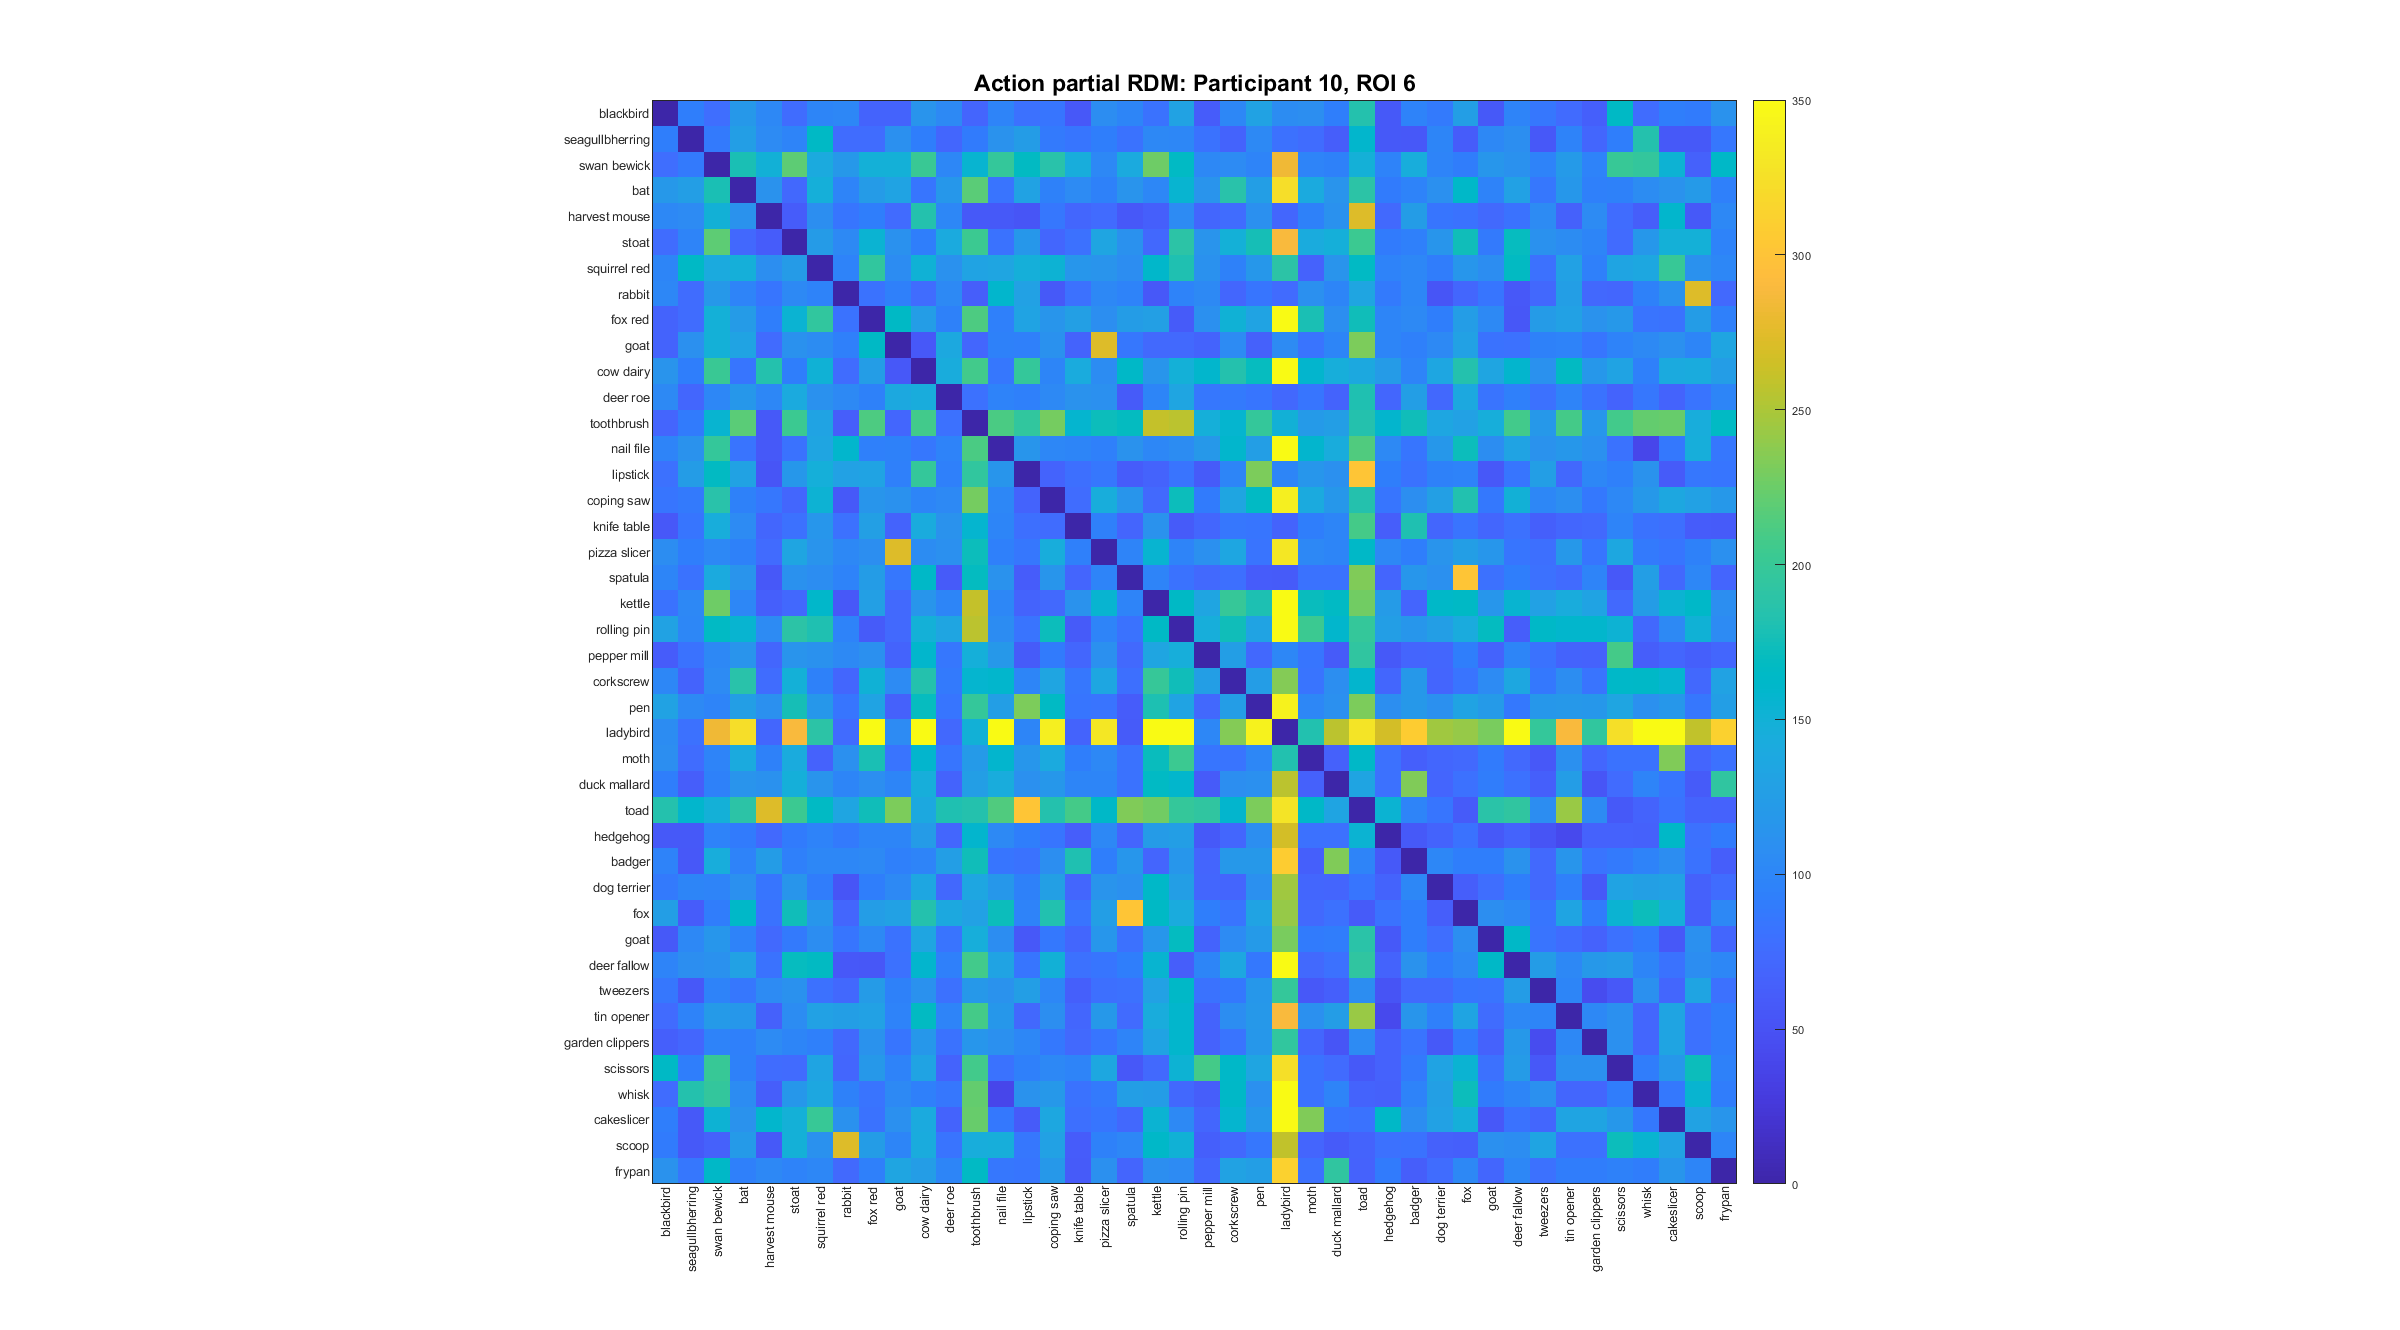 Action partial RDM: Participant 10, ROI 6
blackbird
seagullbherring
swan bewick
bat
harvest mouse
stoat
squirrel red
rabbit
fox red
goat
cow dairy
deer roe
toothbrush
nail file
lipstick
coping saw
knife table
pizza slicer
spatula
kettle
rolling pin
pepper mill
corkscrew
pen
ladybird
moth
duck mallard
toad
hedgehog
badger
dog terrier
fox
goat
deer fallow
tweezers
tin opener
garden clippers
scissors
whisk
cakeslicer
scoop
frypan
blackbird
seagullbherring
swan bewick
bat
harvest mouse
stoat
squirrel red
rabbit
fox red
goat
cow dairy
deer roe
toothbrush
nail file
lipstick
coping saw
knife table
pizza slicer
spatula
kettle
rolling pin
pepper mill
corkscrew
pen
ladybird
moth
duck mallard
toad
hedgehog
badger
dog terrier
fox
goat
deer fallow
tweezers
tin opener
garden clippers
scissors
whisk
cakeslicer
scoop
frypan
350
300
250
200
150
100
50
0